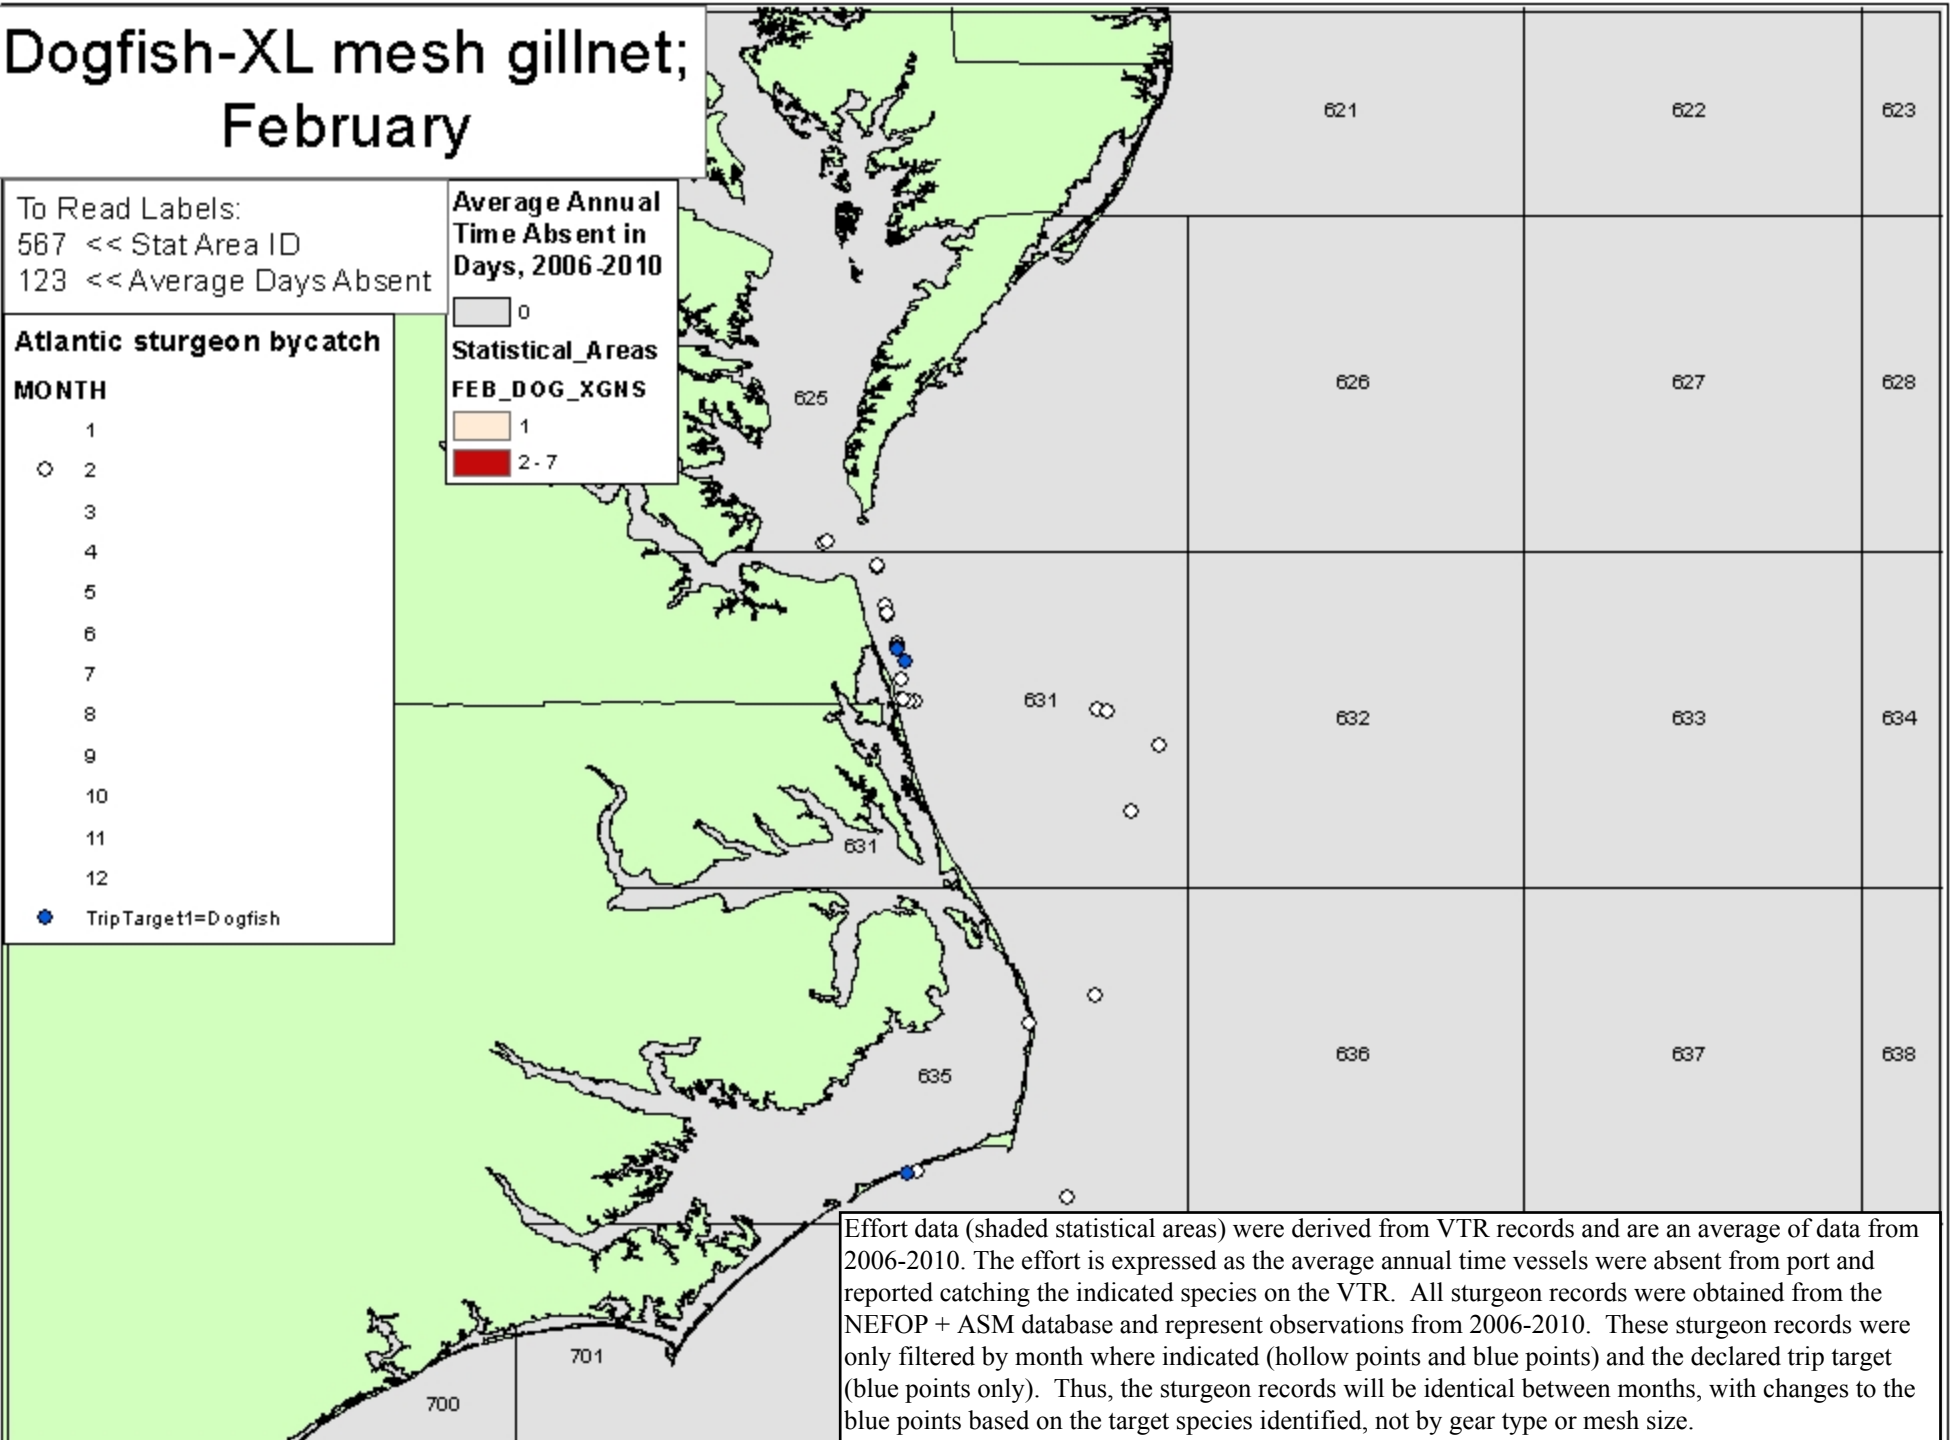 Dogfish-XL mesh gillnet;
February
To Read Labels:
567 << Stat Area ID
123 << Average Days Absent
Average Annual
Time Absent in
Days, 2006-2010
0
Statistical_Areas
FEB_DOG_XGNS
1
2 - 7
Atlantic sturgeon bycatch
MONTH
1
2
3
4
5
6
7
8
9
10
11
12
TripTarget1=Dogfish
621
622
623
625
626
627
628
631
632
633
634
631
635
636
637
638
701
700
Effort data (shaded statistical areas) were derived from VTR records and are an average of data from
2006-2010. The effort is expressed as the average annual time vessels were absent from port and
reported catching the indicated species on the VTR. All sturgeon records were obtained from the
NEFOP + ASM database and represent observations from 2006-2010. These sturgeon records were
only filtered by month where indicated (hollow points and blue points) and the declared trip target
(blue points only). Thus, the sturgeon records will be identical between months, with changes to the
blue points based on the target species identified, not by gear type or mesh size.